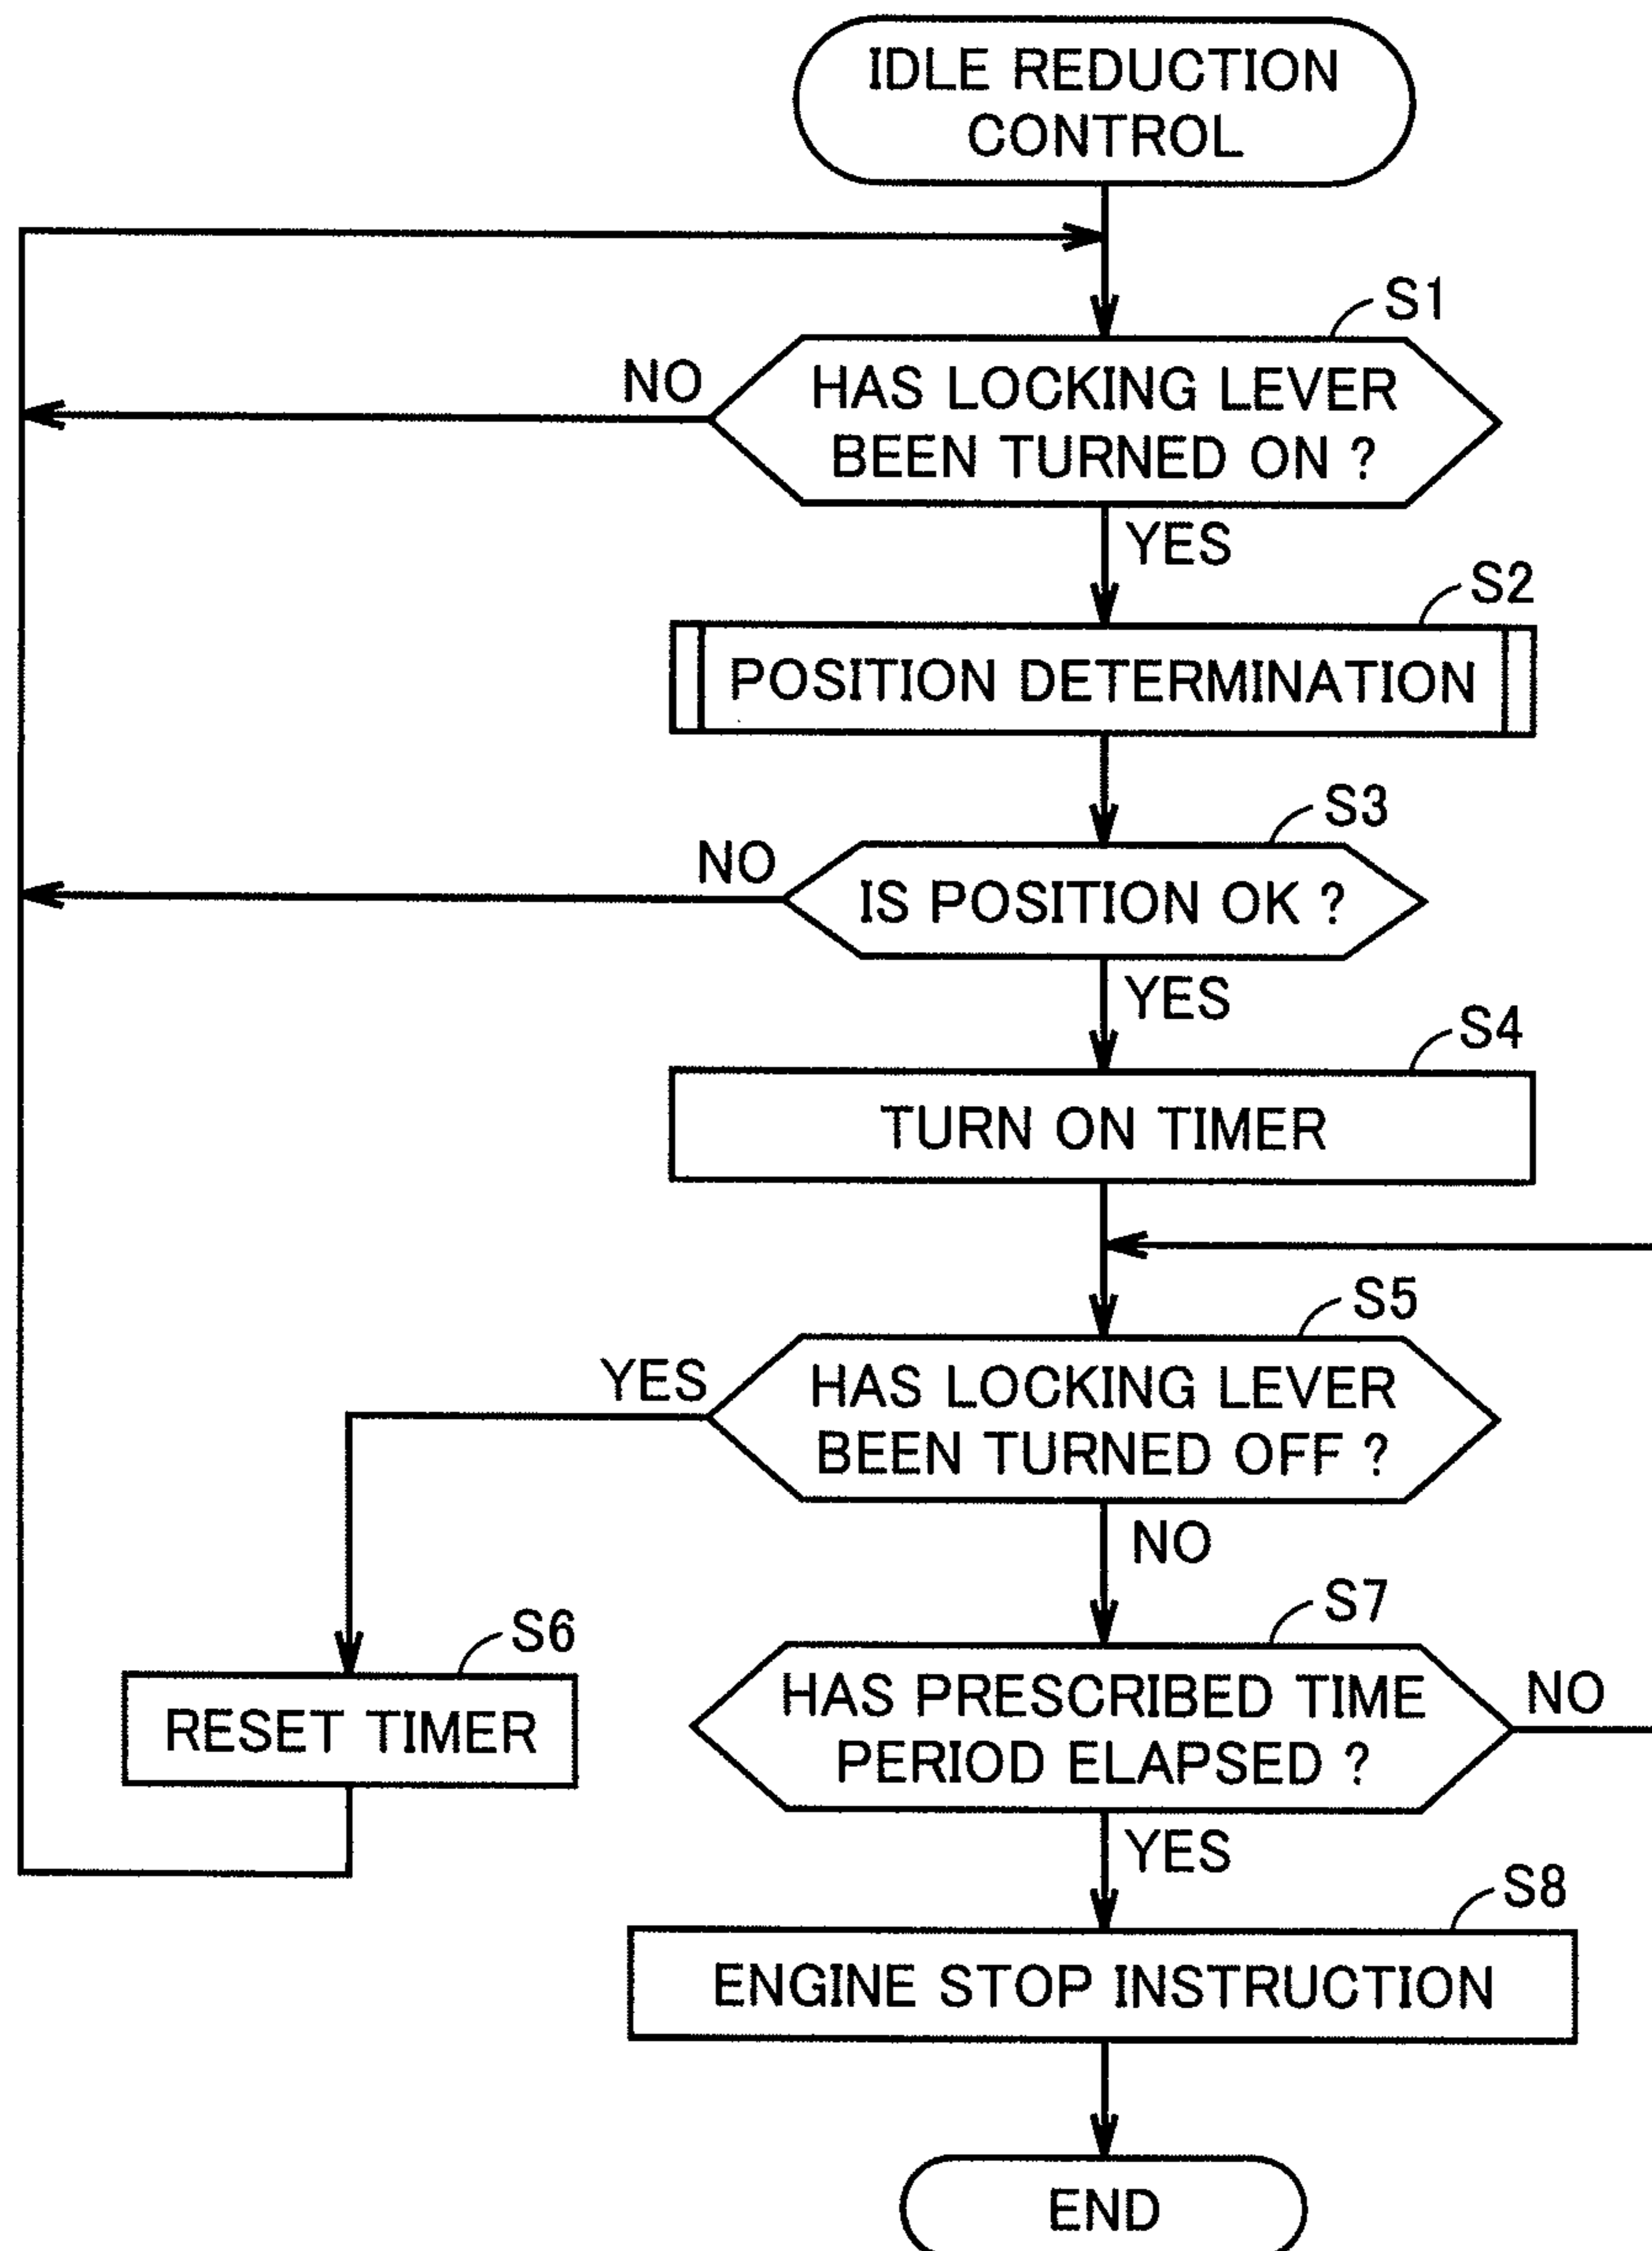 IDLE REDUCTION
CONTROL
S1
NO
HAS LOCKING LEVER
BEEN TURNED ON ?
YES
S2
POSITION DETERMINATION
S3
NO
IS POSITION OK ?
YES
S4
TURN ON TIMER
S5
YES
HAS LOCKING LEVER
BEEN TURNED OFF ?
NO
S6
RESET TIMER
S7
HAS PRESCRIBED TIME
PERIOD ELAPSED ?
NO
YES
S8
ENGINE STOP INSTRUCTION
END